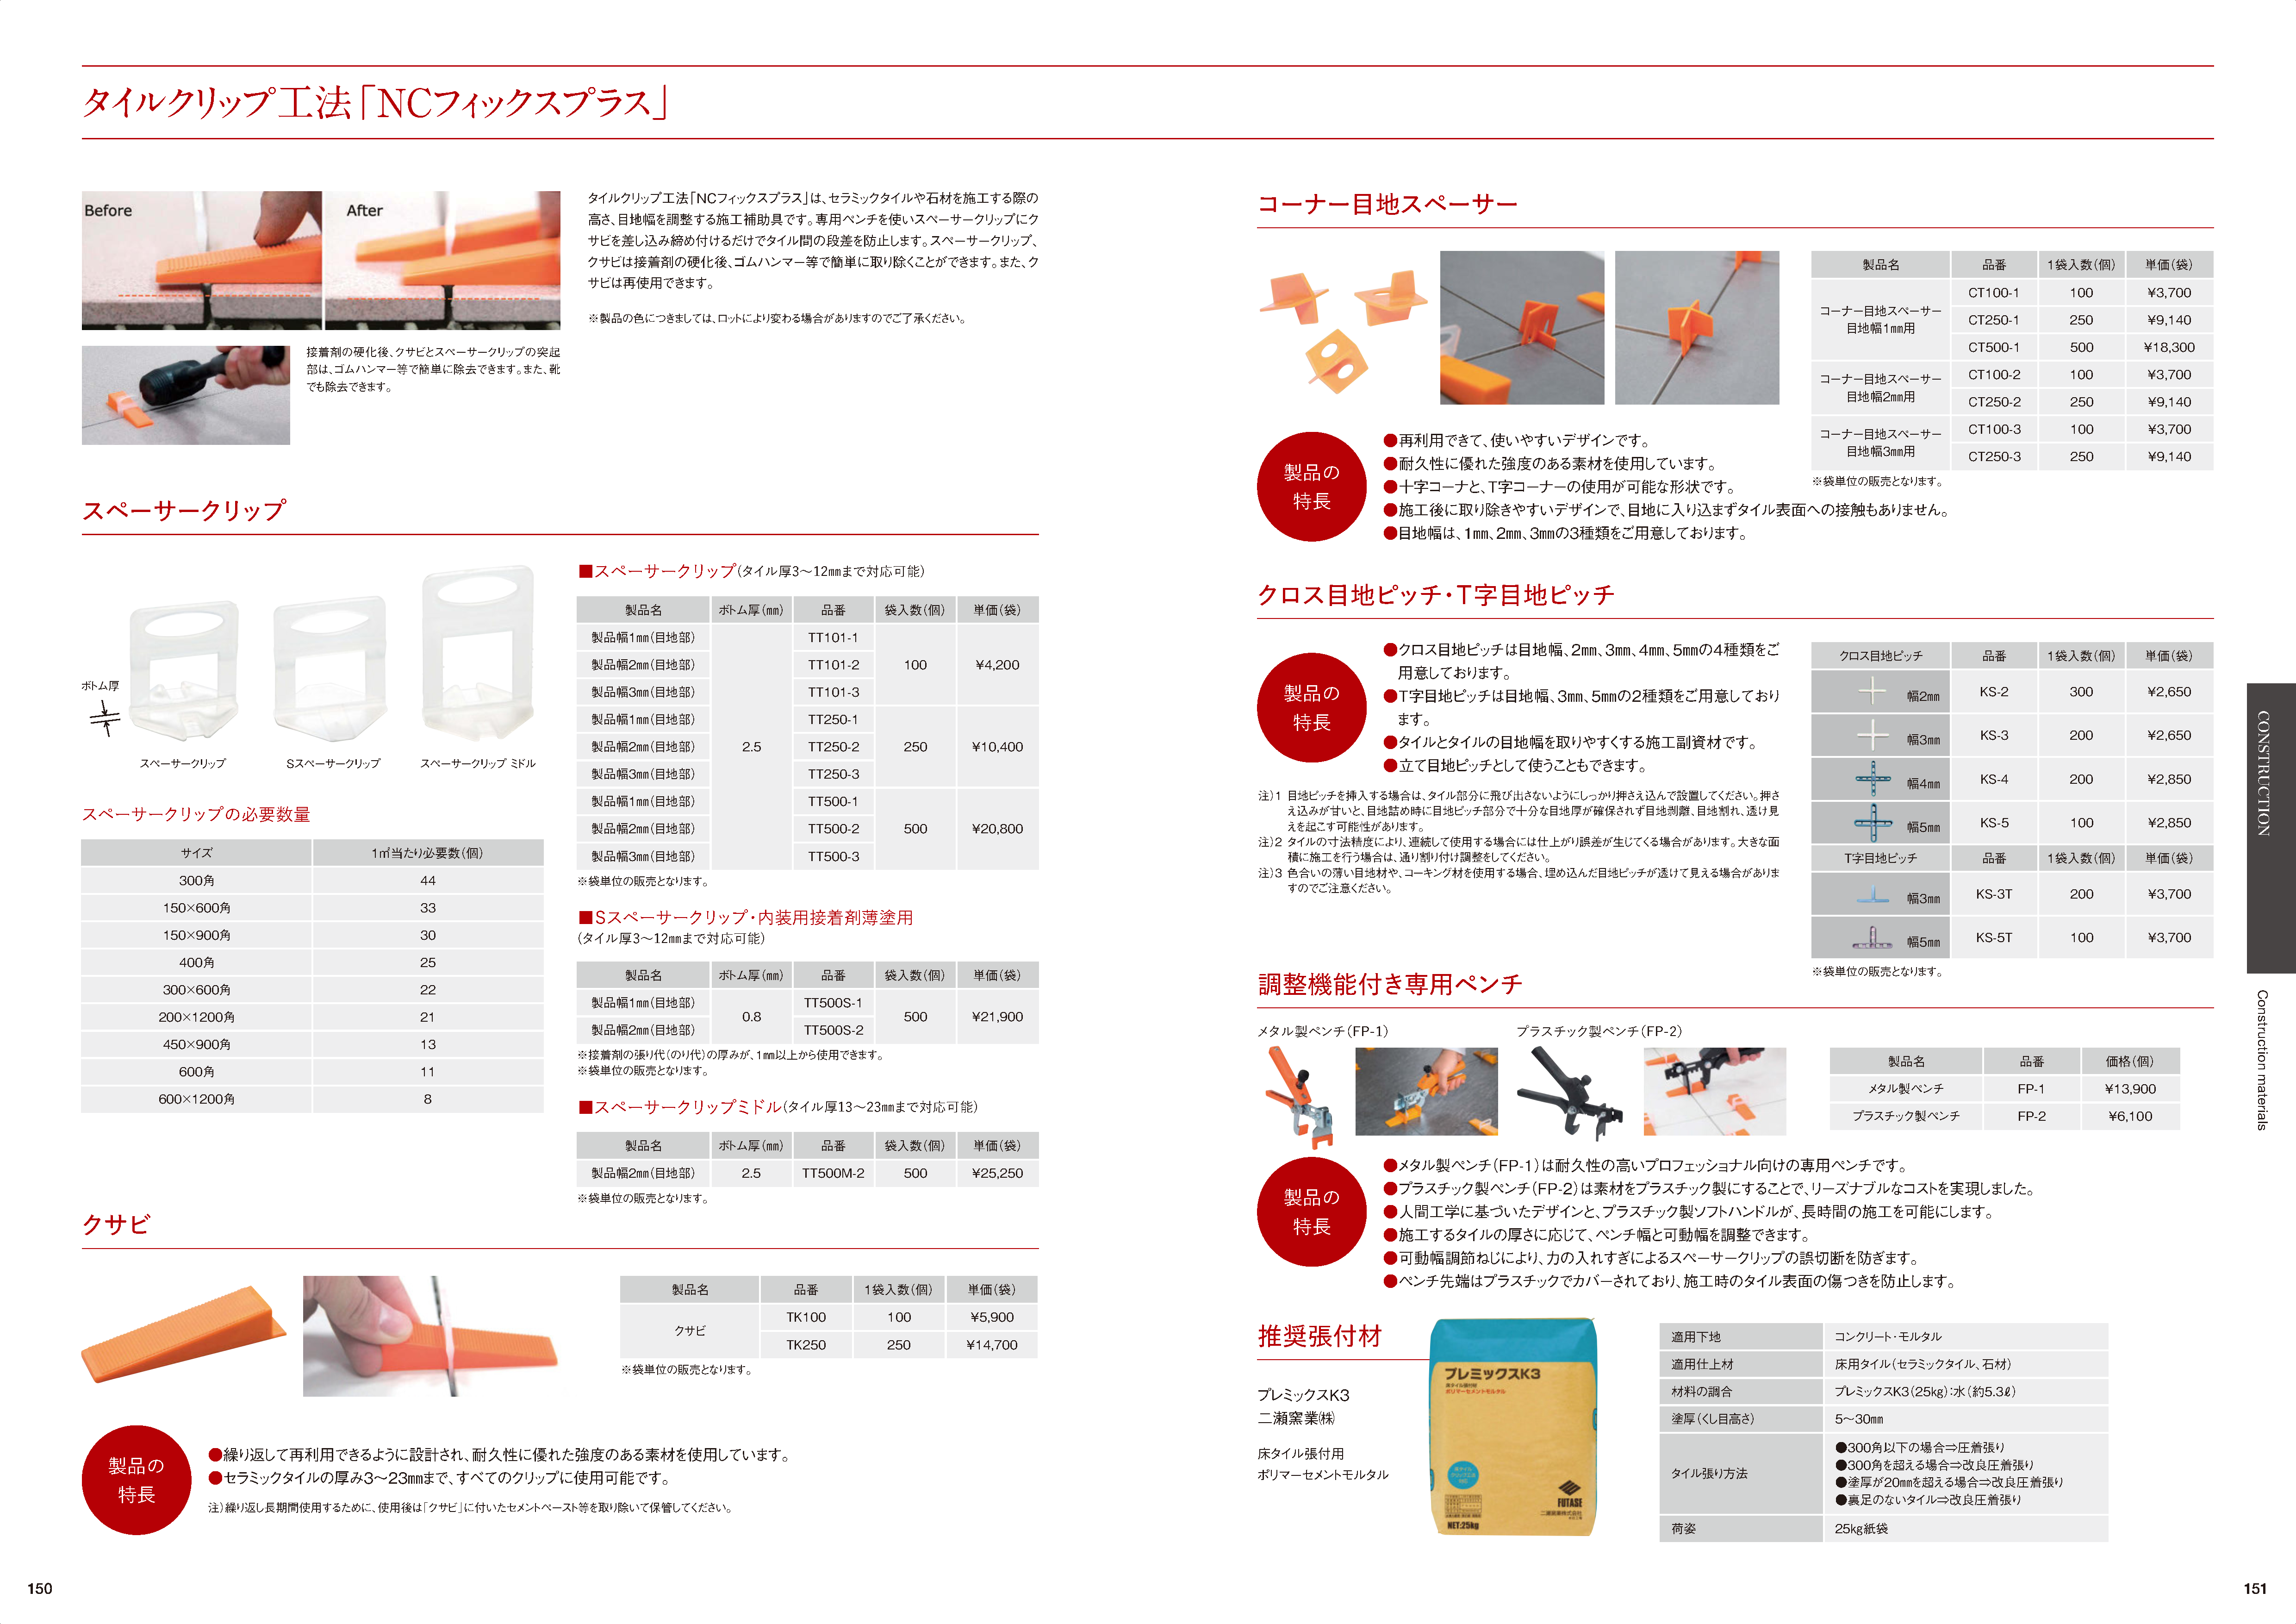 タイルクリップ工法「NCフィックスプラス」
Before
After
タイルクリップ工法「NCフィックスプラス」は、セラミックタイルや石材を施工する際の
高さ、目地幅を調整する施工補助具です。専用ペンチを使いスペーサークリップにク
サビを差し込み締め付けるだけでタイル間の段差を防止します。スペーサークリップ、
クサビは接着剤の硬化後、ゴムハンマー等で簡単に取り除くことができます。また、ク
サビは再使用できます。
※製品の色につきましては、ロットにより変わる場合がありますのでご了承ください。
接着剤の硬化後、クサビとスペーサークリップの突起
部は、ゴムハンマー等で簡単に除去できます。また、靴
でも除去できます。
スペーサークリップ
ボトム厚
スペーサークリップ
Sスペーサークリップ
スペーサークリップ ミドル
スペーサークリップの必要数量
サイズ 1㎡当たり必要数(個)
300角 44
150×600角 33
150×900角 30
400角 25
300×600角 22
200×1200角 21
450×900角 13
600角 11
600×1200角 8
■スペーサークリップ(タイル厚3〜12㎜まで対応可能)
製品名 ボトム厚(㎜) 品番 袋入数(個) 単価(袋)
製品幅1㎜(目地部) TT101-1
製品幅2㎜(目地部) TT101-2 100 ¥4,200
製品幅3㎜(目地部) TT101-3
製品幅1㎜(目地部) TT250-1
製品幅2㎜(目地部) 2.5 TT250-2 250 ¥10,400
製品幅3㎜(目地部) TT250-3
製品幅1㎜(目地部) TT500-1
製品幅2㎜(目地部) TT500-2 500 ¥20,800
製品幅3㎜(目地部) TT500-3
※袋単位の販売となります。
■Sスペーサークリップ・内装用接着剤薄塗用
(タイル厚3〜12㎜まで対応可能)
製品名 ボトム厚(㎜) 品番 袋入数(個) 単価(袋)
製品幅1㎜(目地部) TT500S-1
0.8 500 ¥21,900
製品幅2㎜(目地部) TT500S-2
※接着剤の張り代(のり代)の厚みが、1㎜以上から使用できます。
※袋単位の販売となります。
■スペーサークリップミドル(タイル厚13〜23㎜まで対応可能)
製品名 ボトム厚(㎜) 品番 袋入数(個) 単価(袋)
製品幅2㎜(目地部) 2.5 TT500M-2 500 ¥25,250
※袋単位の販売となります。
クサビ
製品名 品番 1袋入数(個) 単価(袋)
クサビ
TK100 100 ¥5,900
TK250 250 ¥14,700
※袋単位の販売となります。
製品の
特長
●繰り返して再利用できるように設計され、耐久性に優れた強度のある素材を使用しています。
●セラミックタイルの厚み3〜23㎜まで、すべてのクリップに使用可能です。
注)繰り返し長期間使用するために、使用後は「クサビ」に付いたセメントペースト等を取り除いて保管してください。
150
コーナー目地スペーサー
製品名 品番 1袋入数(個) 単価(袋)
コーナー目地スペーサー
目地幅1㎜用
CT100-1 100 ¥3,700
CT250-1 250 ¥9,140
CT500-1 500 ¥18,300
コーナー目地スペーサー
目地幅2㎜用
CT100-2 100 ¥3,700
CT250-2 250 ¥9,140
コーナー目地スペーサー
目地幅3㎜用
CT100-3 100 ¥3,700
CT250-3 250 ¥9,140
※袋単位の販売となります。
製品の
特長
●再利用できて、使いやすいデザインです。
●耐久性に優れた強度のある素材を使用しています。
●十字コーナと、T字コーナーの使用が可能な形状です。
●施工後に取り除きやすいデザインで、目地に入り込まずタイル表面への接触もありません。
●目地幅は、1㎜、2㎜、3㎜の3種類をご用意しております。
クロス目地ピッチ・T字目地ピッチ
製品の
特長
●クロス目地ピッチは目地幅、2㎜、3㎜、4㎜、5㎜の4種類をご
用意しております。
●T字目地ピッチは目地幅、3㎜、5㎜の2種類をご用意しており
ます。
●タイルとタイルの目地幅を取りやすくする施工副資材です。
●立て目地ピッチとして使うこともできます。
注)1 目地ピッチを挿入する場合は、タイル部分に飛び出さないようにしっかり押さえ込んで設置してください。押さ
え込みが甘いと、目地詰め時に目地ピッチ部分で十分な目地厚が確保されず目地剥離、目地割れ、透け見
えを起こす可能性があります。
注)2 タイルの寸法精度により、連続して使用する場合には仕上がり誤差が生じてくる場合があります。大きな面
積に施工を行う場合は、通り割り付け調整をしてください。
注)3 色合いの薄い目地材や、コーキング材を使用する場合、埋め込んだ目地ピッチが透けて見える場合がありま
すのでご注意ください。
クロス目地ピッチ 品番 1袋入数(個) 単価(袋)
幅2㎜ KS-2 300 ¥2,650
幅3㎜ KS-3 200 ¥2,650
幅4㎜ KS-4 200 ¥2,850
幅5㎜ KS-5 100 ¥2,850
T字目地ピッチ 品番 1袋入数(個) 単価(袋)
幅3㎜ KS-3T 200 ¥3,700
幅5㎜ KS-5T 100 ¥3,700
※袋単位の販売となります。
調整機能付き専用ペンチ
メタル製ペンチ(FP-1)
プラスチック製ペンチ(FP-2)
製品名 品番 価格(個)
メタル製ペンチ FP-1 ¥13,900
プラスチック製ペンチ FP-2 ¥6,100
製品の
特長
●メタル製ペンチ(FP-1)は耐久性の高いプロフェッショナル向けの専用ペンチです。
●プラスチック製ペンチ(FP-2)は素材をプラスチック製にすることで、リーズナブルなコストを実現しました。
●人間工学に基づいたデザインと、プラスチック製ソフトハンドルが、長時間の施工を可能にします。
●施工するタイルの厚さに応じて、ペンチ幅と可動幅を調整できます。
●可動幅調節ねじにより、力の入れすぎによるスペーサークリップの誤切断を防ぎます。
●ペンチ先端はプラスチックでカバーされており、施工時のタイル表面の傷つきを防止します。
推奨張付材
プレミックスK3
二瀬窯業㈱
床タイル張付用
ポリマーセメントモルタル
プレミックスK3
ポリマーセメントモルタル
FUTASE
二瀬窯業株式会社
NET:25kg
適用下地 コンクリート・モルタル
適用仕上材 床用タイル(セラミックタイル、石材)
材料の調合 プレミックスK3(25㎏):水(約5.3ℓ)
塗厚(くし目高さ) 5〜30㎜
タイル張り方法
●300角以下の場合⇒圧着張り
●300角を超える場合⇒改良圧着張り
●塗厚が20㎜を超える場合⇒改良圧着張り
●裏足のないタイル⇒改良圧着張り
荷姿 25㎏紙袋
CONSTRUCTION
Construction materials
151